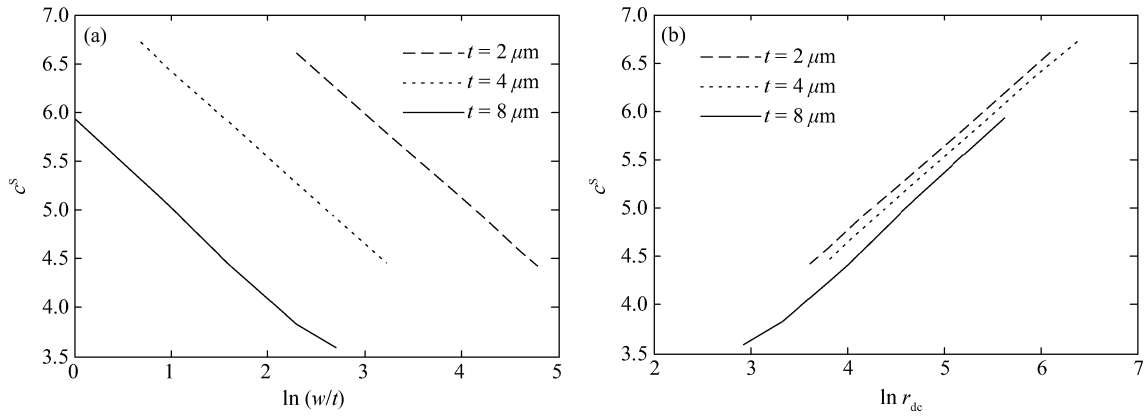 7.0
6.5
6.0
5.5
5.0
4.5
4.0
3.5
c^s
(a)
t = 2 μm
t = 4 μm
t = 8 μm
0 1 2 3 4 5
ln (w/t)
7.0
6.5
6.0
5.5
5.0
4.5
4.0
3.5
c^s
(b)
t = 2 μm
t = 4 μm
t = 8 μm
2 3 4 5 6 7
ln r_dc